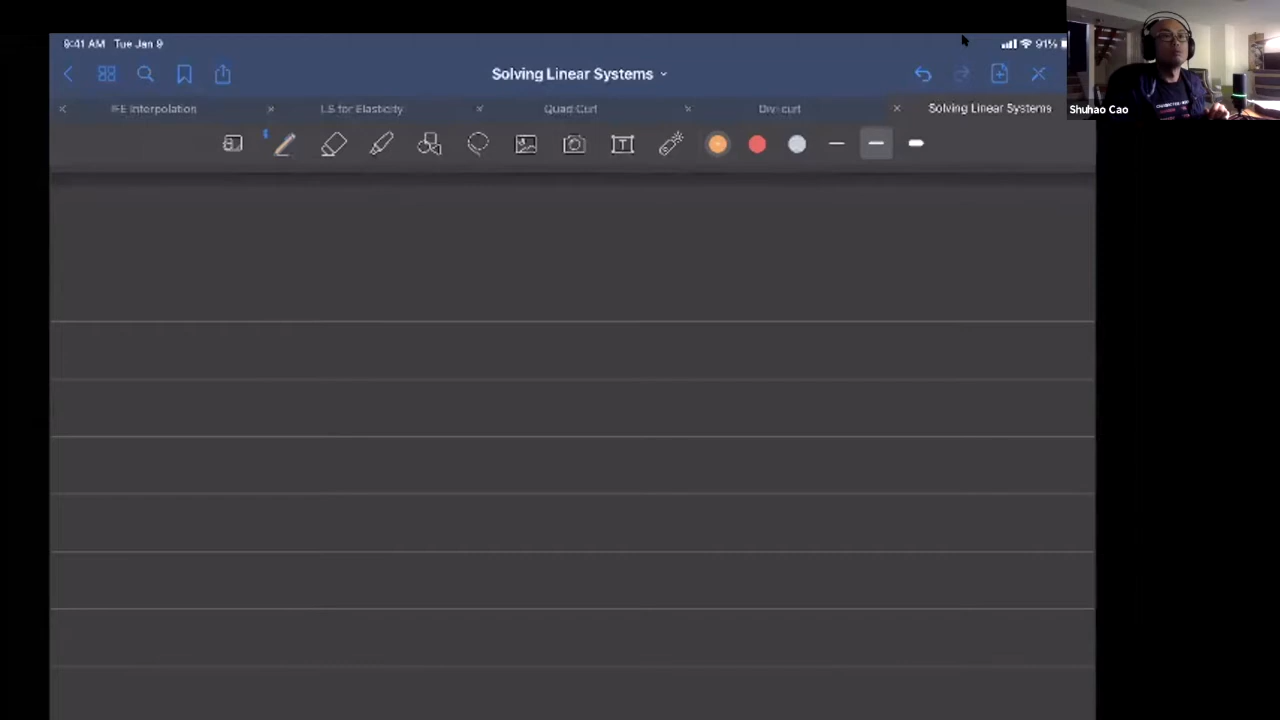 9:41 AM Tue Jan 9
91%
Solving Linear Systems
FE Interpolation
LS for Elasticity
Quad Curl
Div curl
Solving Linear Systems
T
Shuhao Cao